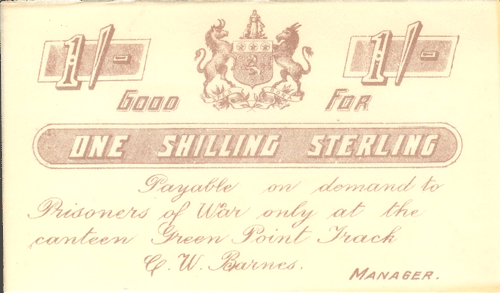 1/- 1/-
GOOD FOR
ONE SHILLING STERLING
Payable on demand to
Prisoners of War only at the
canteen Green Point Track
C. W. Barnes.
MANAGER.